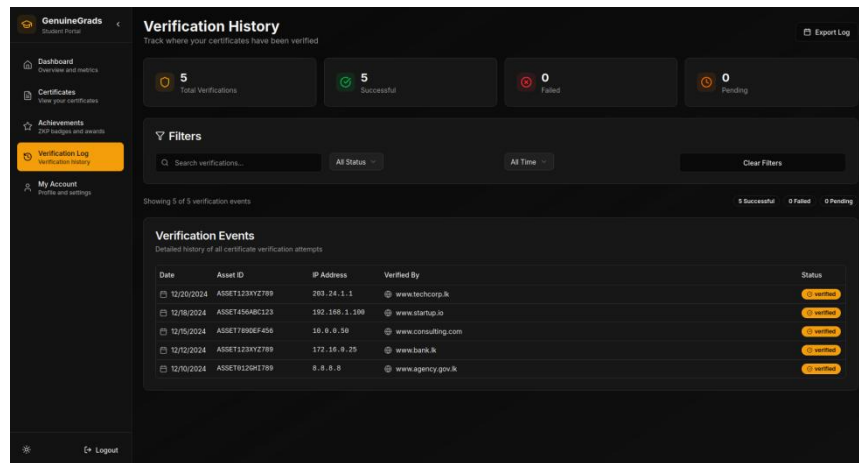 GenuineGrads
Student Portal
Dashboard
Overview and metrics
Certificates
View your certificates
Achievements
ZKP badges and awards
Verification Log
Verification history
My Account
Profile and settings
Logout
Verification History
Track where your certificates have been verified
Export Log
5
Total Verifications
5
Successful
0
Failed
0
Pending
Filters
Search verifications...
All Status
All Time
Clear Filters
Showing 5 of 5 verification events
5 Successful 0 Failed 0 Pending
Verification Events
Detailed history of all certificate verification attempts
Date Asset ID IP Address Verified By Status
12/20/2024 ASSET123XYZ789 203.24.1.1 www.techcorp.lk verified
12/18/2024 ASSET456ABC123 192.168.1.100 www.startup.io verified
12/15/2024 ASSET789DEF456 10.0.0.50 www.consulting.com verified
12/12/2024 ASSET123XYZ789 172.16.0.25 www.bank.lk verified
12/10/2024 ASSET012GHI789 8.8.8.8 www.agency.gov.lk verified